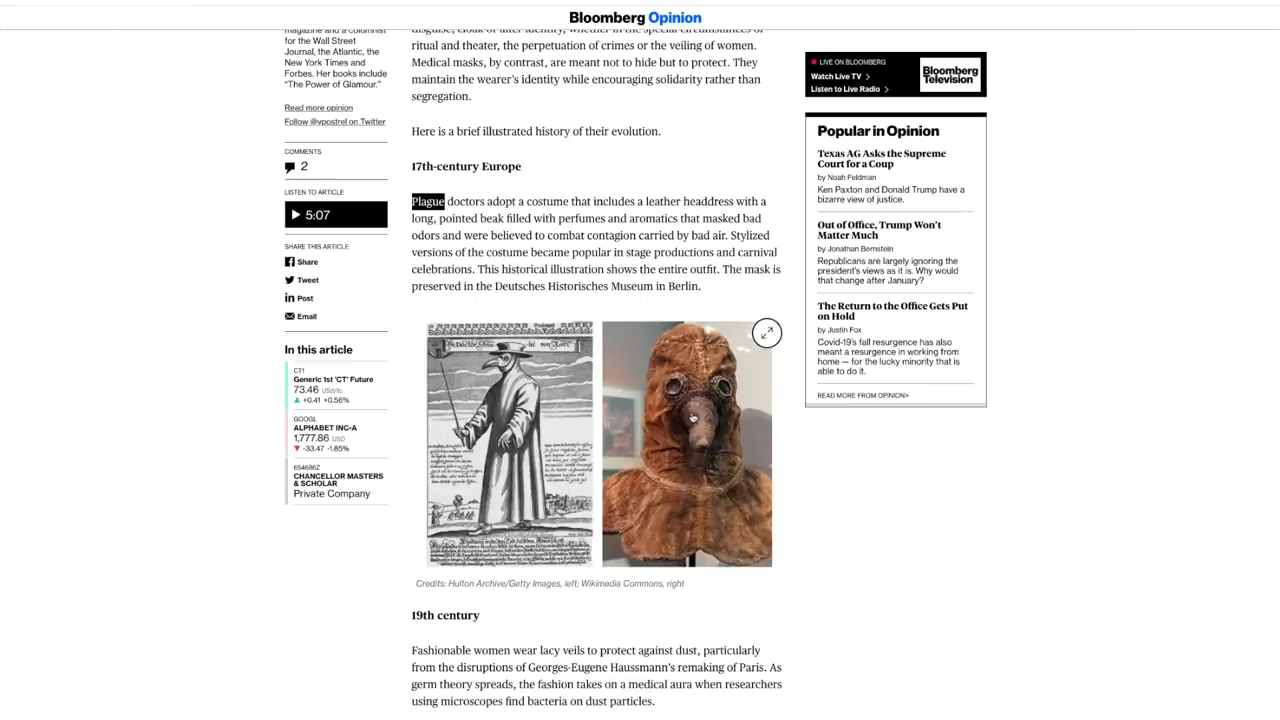 Bloomberg Opinion
magazine and a columnist
for the Wall Street
Journal, the Atlantic, the
New York Times and
Forbes. Her books include
"The Power of Glamour."
Read more opinion
Follow @vpostrel on Twitter
COMMENTS
2
LISTEN TO ARTICLE
5:07
SHARE THIS ARTICLE
Share
Tweet
Post
Email
In this article
CT1
Generic 1st 'CT' Future
73.46 USd/lb
+0.41 +0.56%
GOOGL
ALPHABET INC-A
1,777.86 USD
-33.47 -1.85%
654686Z
CHANCELLOR MASTERS
& SCHOLAR
Private Company
disguise, cloak or alter identity, whether in the special circumstances of
ritual and theater, the perpetuation of crimes or the veiling of women.
Medical masks, by contrast, are meant not to hide but to protect. They
maintain the wearer's identity while encouraging solidarity rather than
segregation.
Here is a brief illustrated history of their evolution.
17th-century Europe
Plague doctors adopt a costume that includes a leather headdress with a
long, pointed beak filled with perfumes and aromatics that masked bad
odors and were believed to combat contagion carried by bad air. Stylized
versions of the costume became popular in stage productions and carnival
celebrations. This historical illustration shows the entire outfit. The mask is
preserved in the Deutsches Historisches Museum in Berlin.
Credits: Hulton Archive/Getty Images, left; Wikimedia Commons, right
19th century
Fashionable women wear lacy veils to protect against dust, particularly
from the disruptions of Georges-Eugene Haussmann's remaking of Paris. As
germ theory spreads, the fashion takes on a medical aura when researchers
using microscopes find bacteria on dust particles.
LIVE ON BLOOMBERG
Watch Live TV
Listen to Live Radio
Bloomberg
Television
Popular in Opinion
Texas AG Asks the Supreme
Court for a Coup
by Noah Feldman
Ken Paxton and Donald Trump have a
bizarre view of justice.
Out of Office, Trump Won't
Matter Much
by Jonathan Bernstein
Republicans are largely ignoring the
president's views as it is. Why would
that change after January?
The Return to the Office Gets Put
on Hold
by Justin Fox
Covid-19's fall resurgence has also
meant a resurgence in working from
home — for the lucky minority that is
able to do it.
READ MORE FROM OPINION>